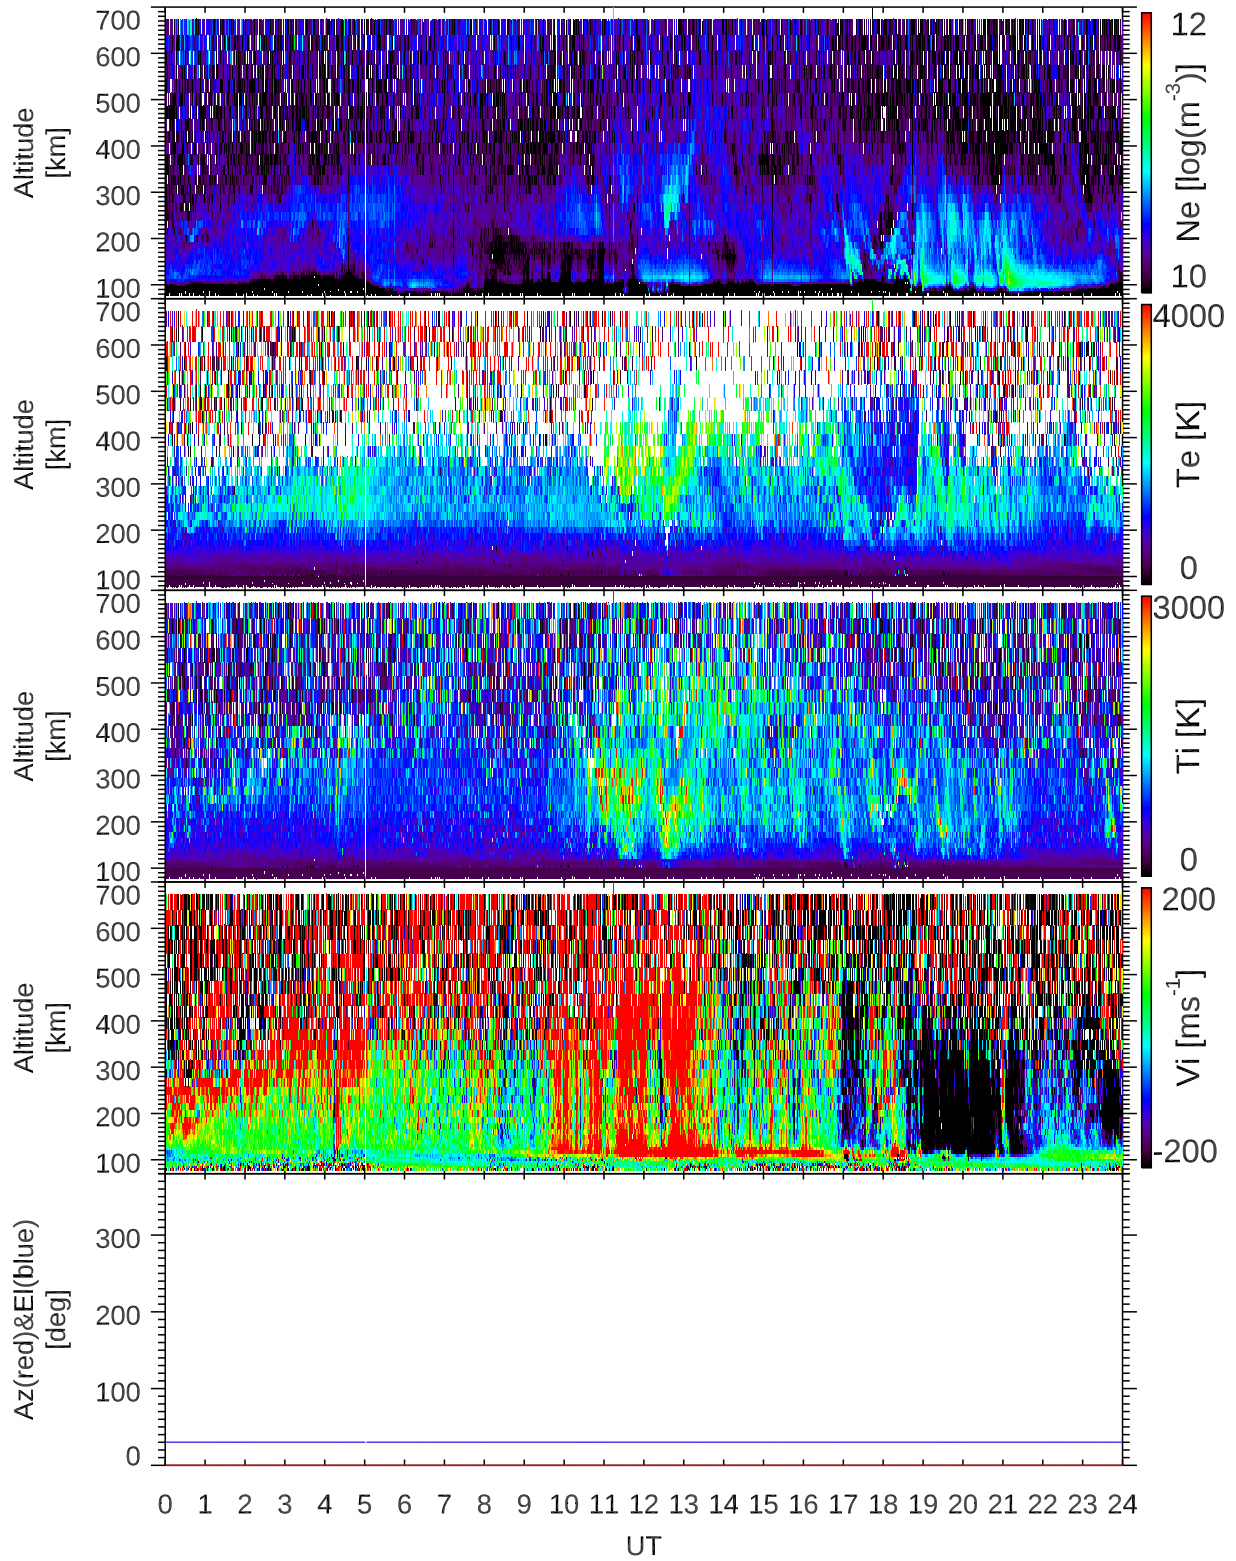 700
600
500
400
300
200
100
Altitude
[km]
12
10
Ne [log(m⁻³)]
700
600
500
400
300
200
100
Altitude
[km]
4000
0
Te [K]
700
600
500
400
300
200
100
Altitude
[km]
3000
0
Ti [K]
700
600
500
400
300
200
100
Altitude
[km]
200
-200
Vi [ms⁻¹]
300
200
100
0
Az(red)&El(blue)
[deg]
0 1 2 3 4 5 6 7 8 9 10 11 12 13 14 15 16 17 18 19 20 21 22 23 24
UT